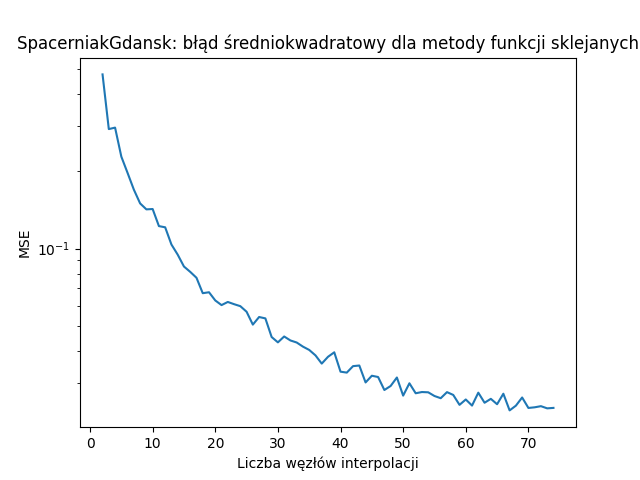 SpacerniakGdansk: błąd średniokwadratowy dla metody funkcji sklejanych
MSE
10⁻¹
0 10 20 30 40 50 60 70
Liczba węzłów interpolacji